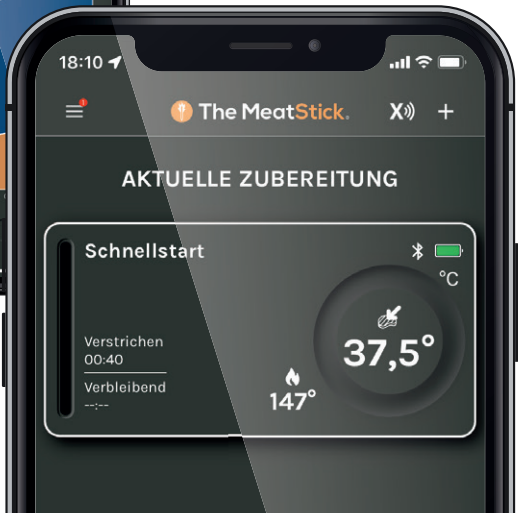 18:10
The MeatStick.
X
AKTUELLE ZUBEREITUNG
Schnellstart
°C
Verstrichen
00:40
37,5°
Verbleibend
--:--
147°